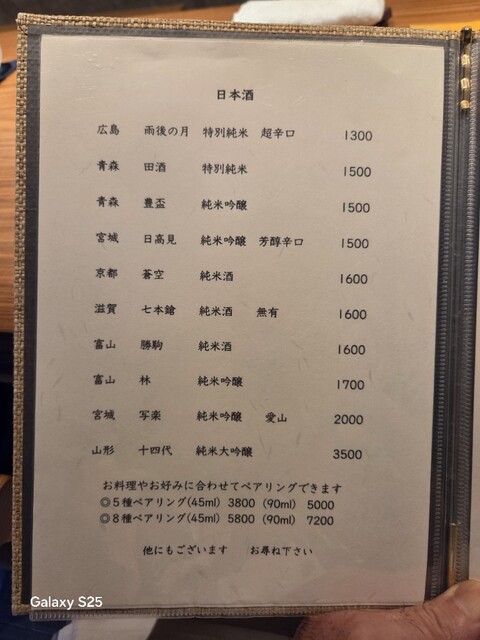 日本酒
広島 雨後の月 特別純米 超辛口 1300
青森 田酒 特別純米 1500
青森 豊盃 純米吟醸 1500
宮城 日高見 純米吟醸 芳醇辛口 1500
京都 蒼空 純米酒 1600
滋賀 七本鎗 純米酒 無有 1600
富山 勝駒 純米酒 1600
富山 林 純米吟醸 1700
宮城 写楽 純米吟醸 愛山 2000
山形 十四代 純米大吟醸 3500
お料理やお好みに合わせてペアリングできます
◎5種ペアリング(45ml) 3800 (90ml) 5000
◎8種ペアリング(45ml) 5800 (90ml) 7200
他にもございます お尋ね下さい
Galaxy S25